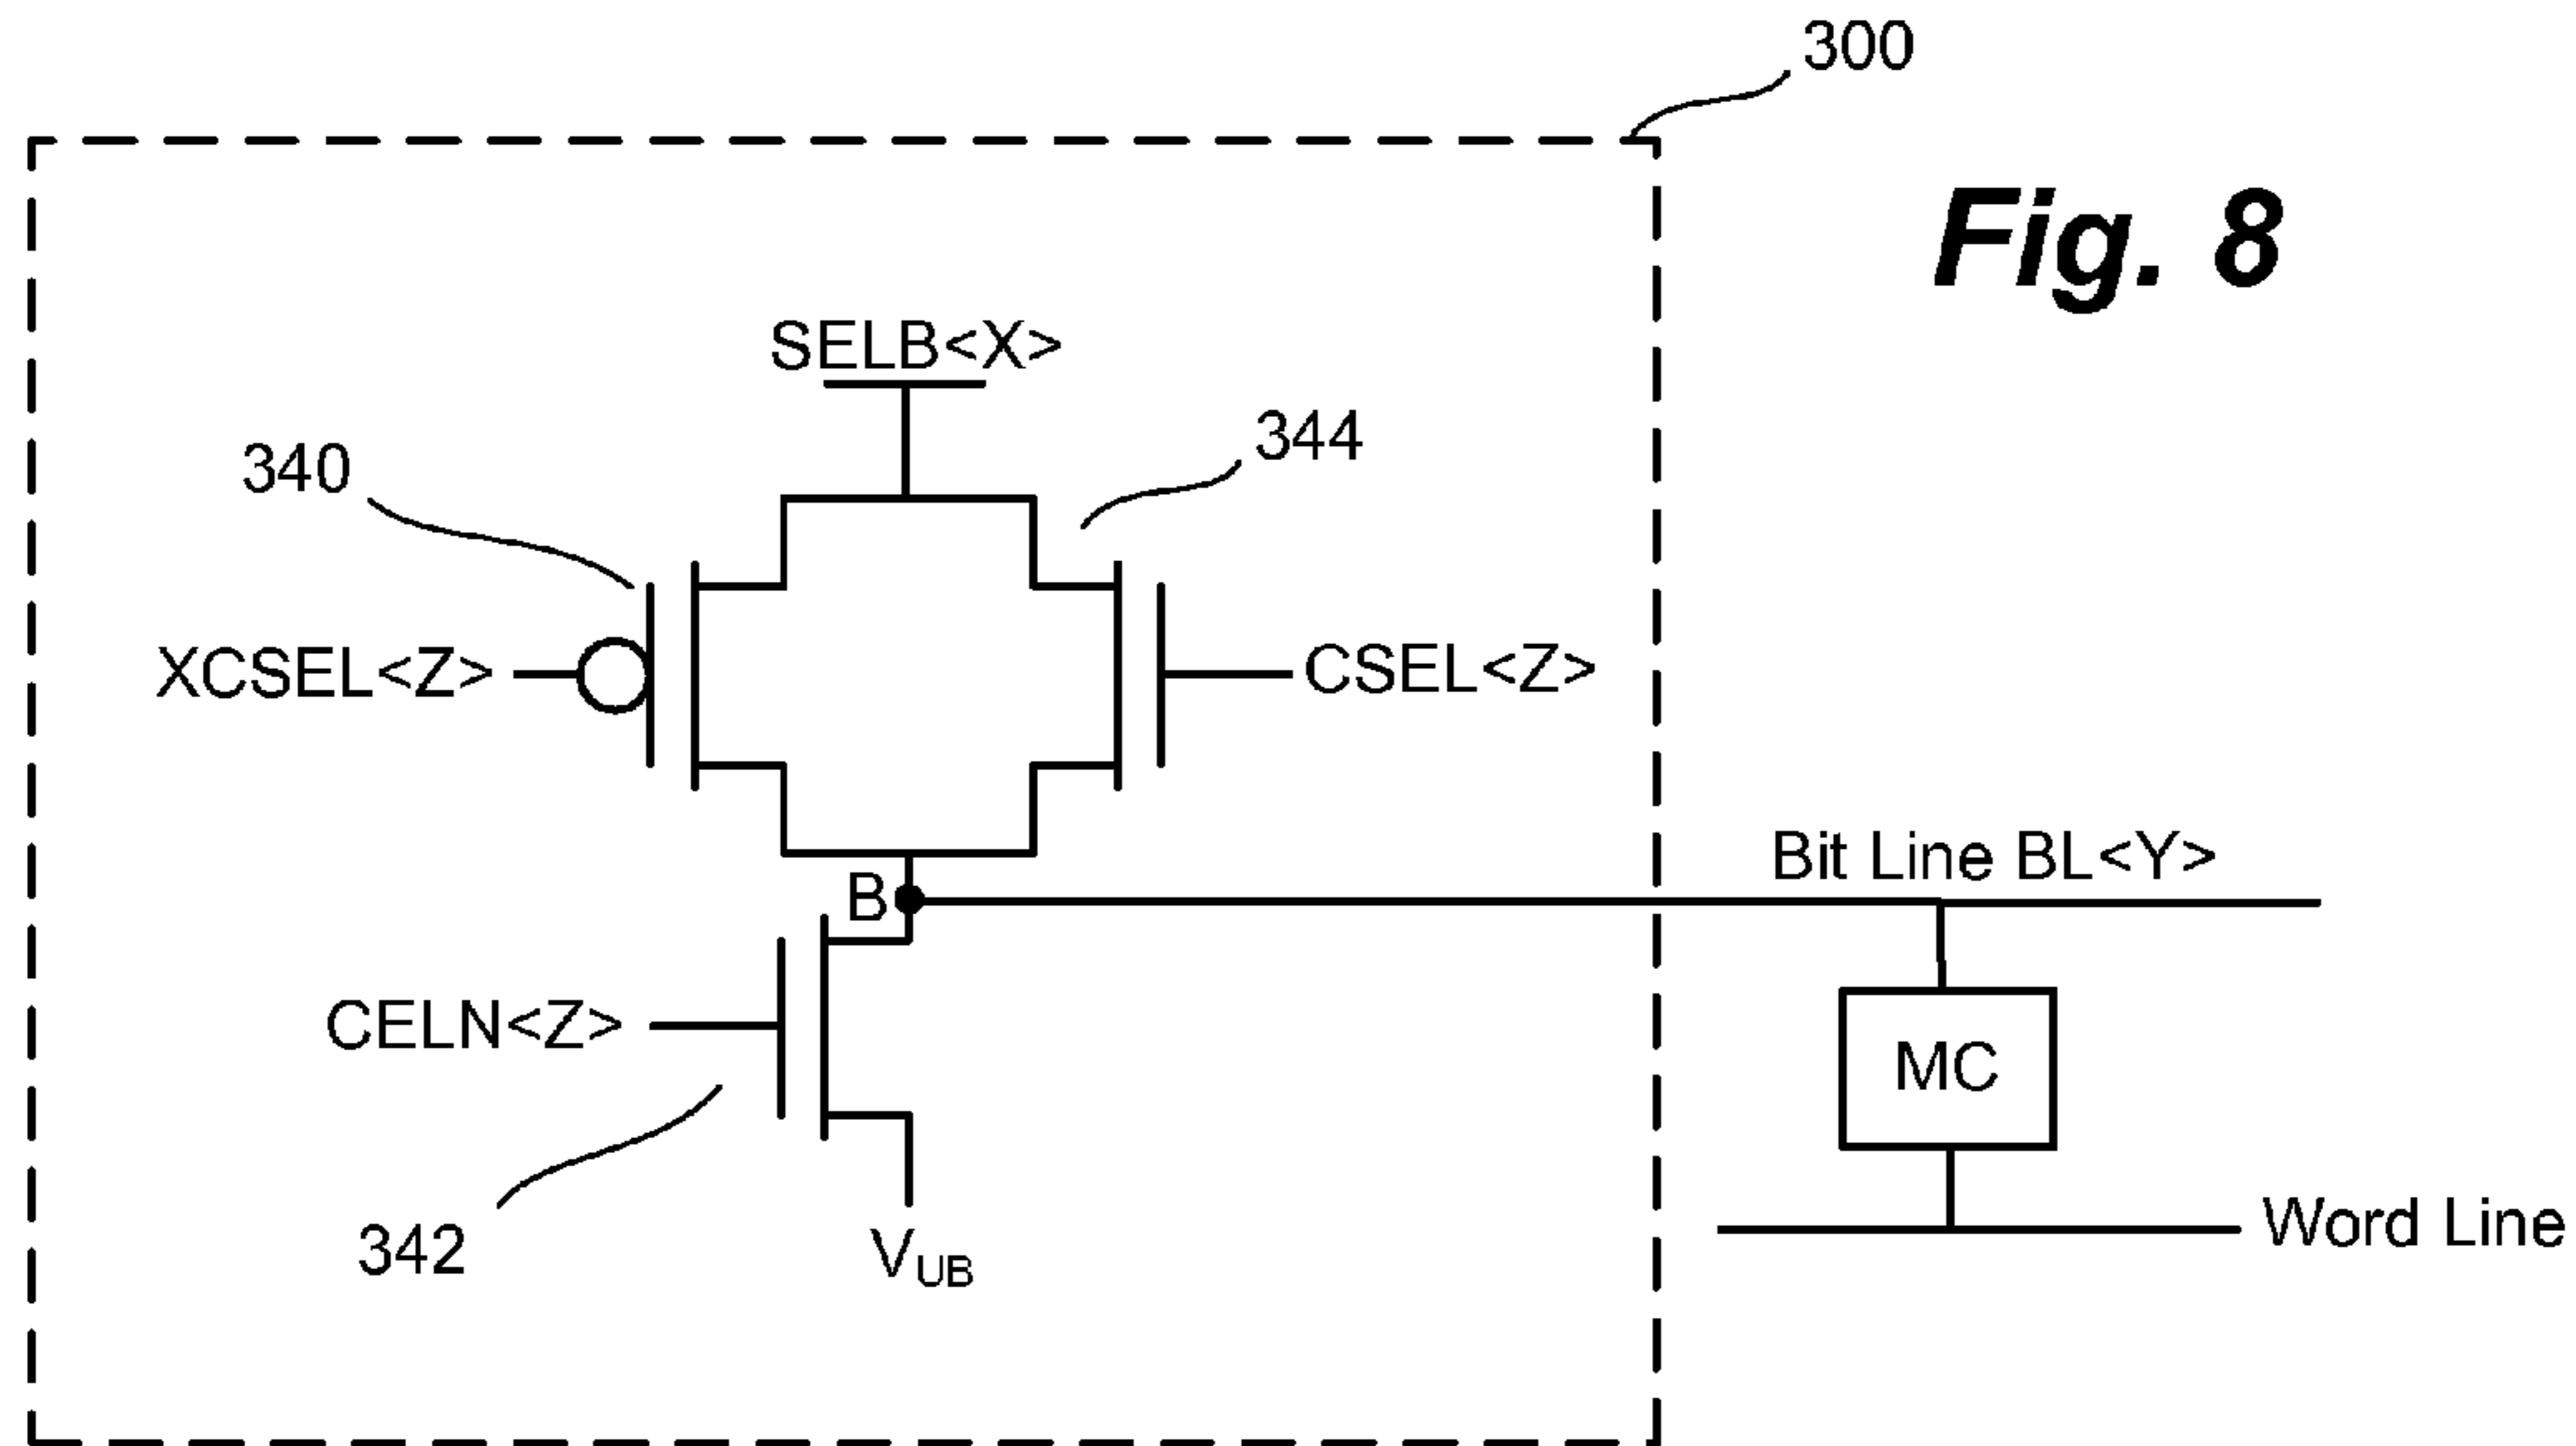 300
Fig. 8
SELB<X>
344
340
XCSEL<Z>
CSEL<Z>
Bit Line BL<Y>
B
CELN<Z>
MC
342
VUB
Word Line